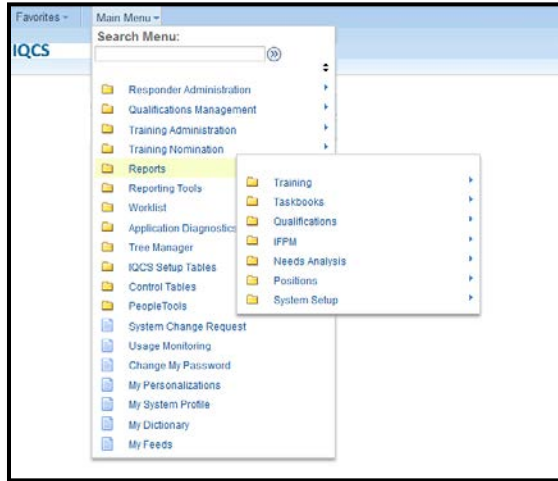 Favorites
Main Menu
IQCS
Search Menu:
Responder Administration
Qualifications Management
Training Administration
Training Nomination
Reports
Reporting Tools
Worklist
Application Diagnostics
Tree Manager
IQCS Setup Tables
Control Tables
PeopleTools
System Change Request
Usage Monitoring
Change My Password
My Personalizations
My System Profile
My Dictionary
My Feeds
Training
Taskbooks
Qualifications
IFPM
Needs Analysis
Positions
System Setup